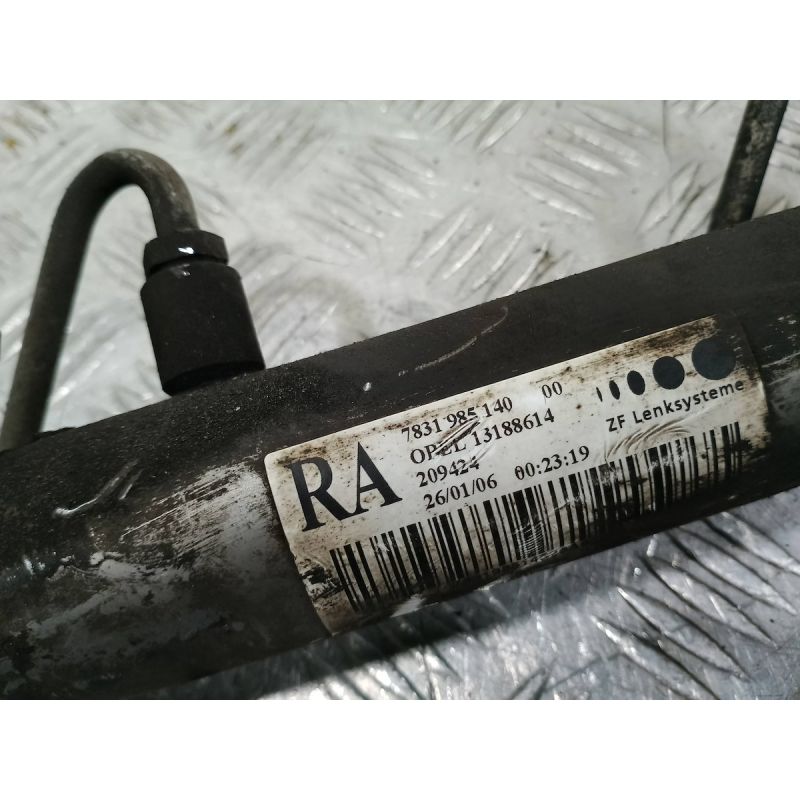 RA
7831 985 140 00
OPEL 13188614
209424
26/01/06 00:23:19
ZF Lenksysteme